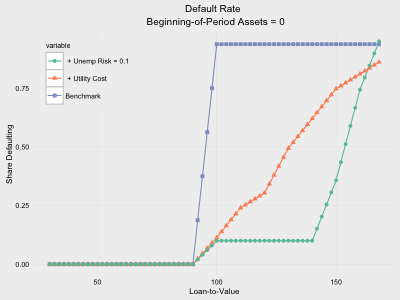 Default Rate
Beginning-of-Period Assets = 0
variable
+ Unemp Risk = 0.1
+ Utility Cost
Benchmark
Share Defaulting
0.75
0.50
0.25
0.00
50
100
150
Loan-to-Value